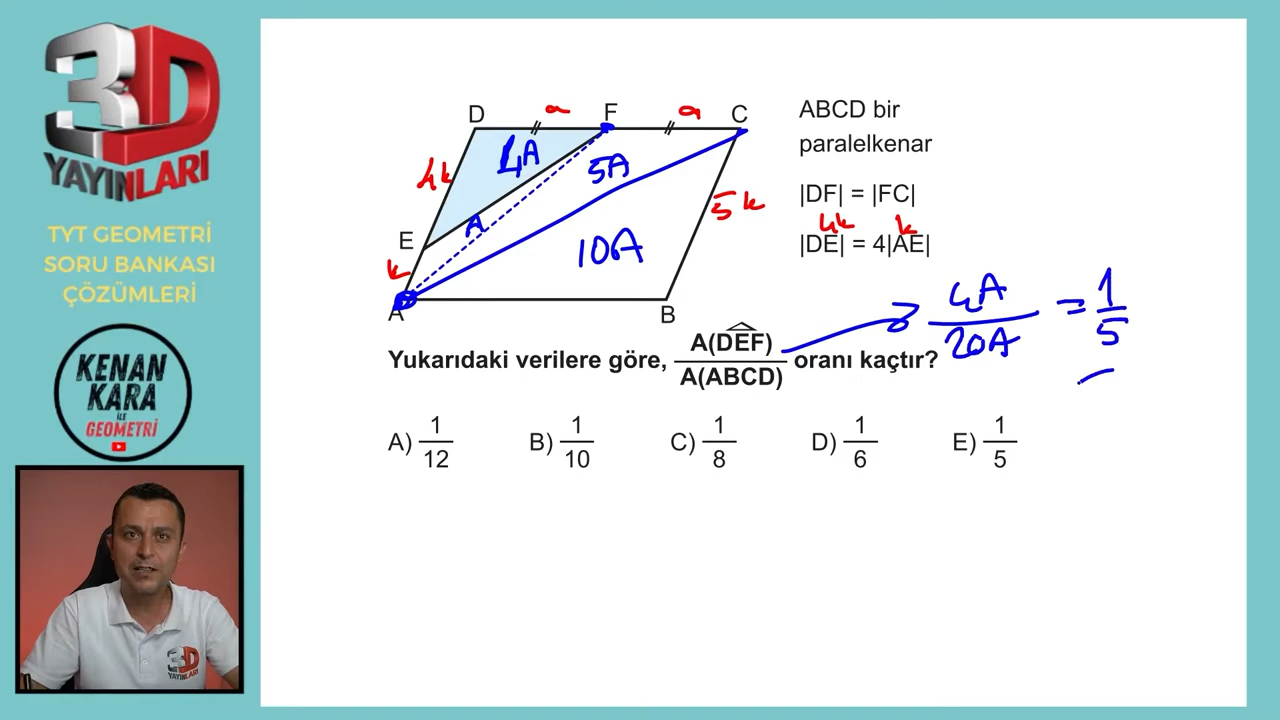 3D
YAYINLARI
TYT GEOMETRİ
SORU BANKASI
ÇÖZÜMLERİ
KENAN
KARA
İLE
GEOMETRİ
3D
YAYINLARI
D a F a C
4k 4A 5A 5k
E A 10A
k
A B
ABCD bir
paralelkenar
|DF| = |FC|
4k k
|DE| = 4|AE|
Yukarıdaki verilere göre, A(DEF) / A(ABCD) oranı kaçtır?
4A / 20A = 1/5
A) 1/12 B) 1/10 C) 1/8 D) 1/6 E) 1/5